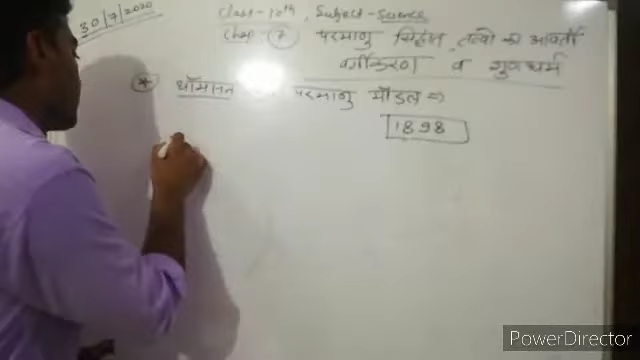 30/7/2020
Class-10th, Subject-Science
Chap 7 परमाणु सिद्धांत, तत्वों का आवर्ती
वर्गीकरण व गुणधर्म
* थॉमसन परमाणु मॉडल ⇒
1898
PowerDirector